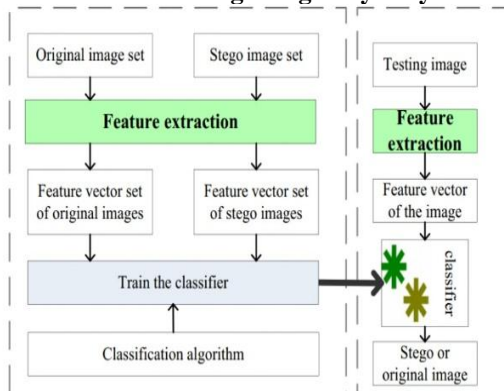 Original image set
Stego image set
Feature extraction
Feature vector set
of original images
Feature vector set
of stego images
Train the classifier
Classification algorithm
Testing image
Feature
extraction
Feature vector
of the image
classifier
Stego or
original image